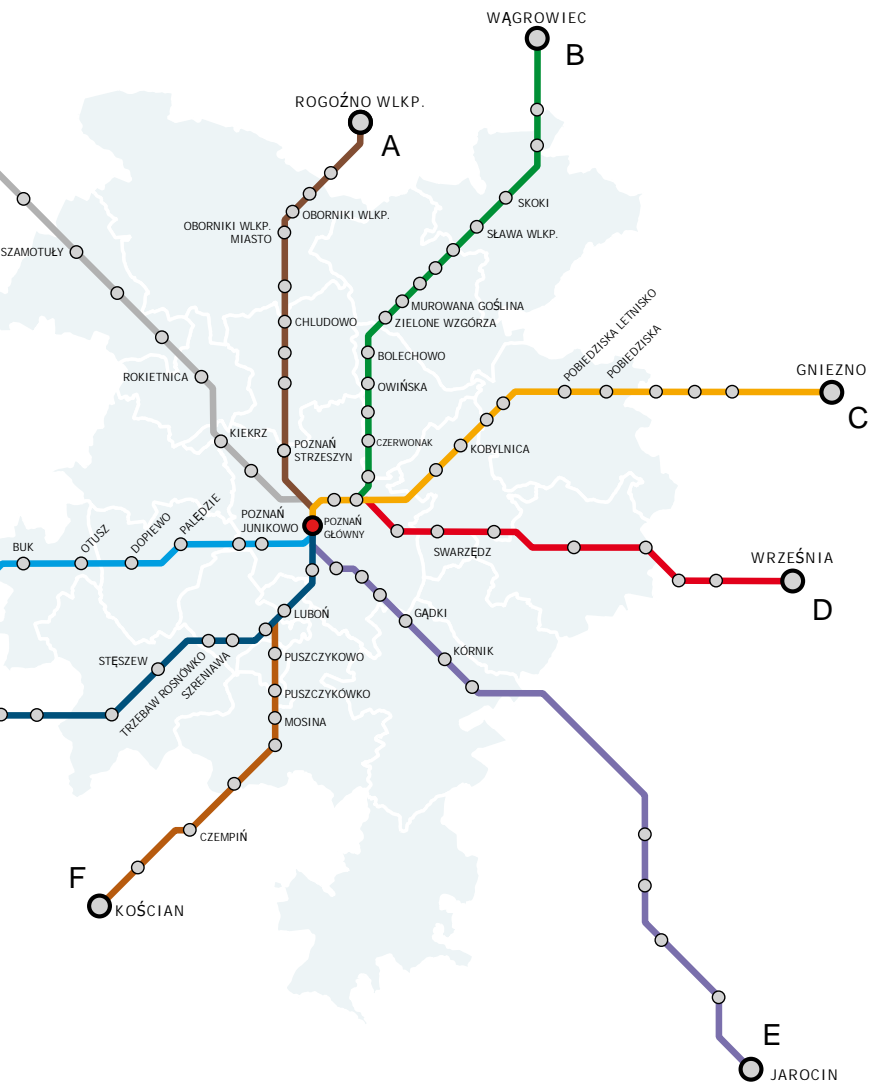 WĄGROWIEC
B
ROGOŹNO WLKP.
A
SKOKI
OBORNIKI WLKP.
OBORNIKI WLKP.
MIASTO
SŁAWA WLKP.
SZAMOTUŁY
MUROWANA GOŚLINA
ZIELONE WZGÓRZA
CHLUDOWO
POBIEDZISKA LETNISKO
POBIEDZISKA
BOLECHOWO
GNIEZNO
C
ROKIETNICA
OWIŃSKA
KIEKRZ
CZERWONAK
POZNAŃ
STRZESZYN
KOBYLNICA
POZNAŃ
JUNIKOWO
POZNAŃ
GŁÓWNY
PALĘDZIE
DOPIEWO
OTUSZ
BUK
SWARZĘDZ
WRZEŚNIA
D
LUBOŃ
GĄDKI
KÓRNIK
STĘSZEW
TRZEBAW ROSNÓWKO
SZRENIAWA
PUSZCZYKOWO
PUSZCZYKÓWKO
MOSINA
CZEMPIŃ
F
KOŚCIAN
E
JAROCIN